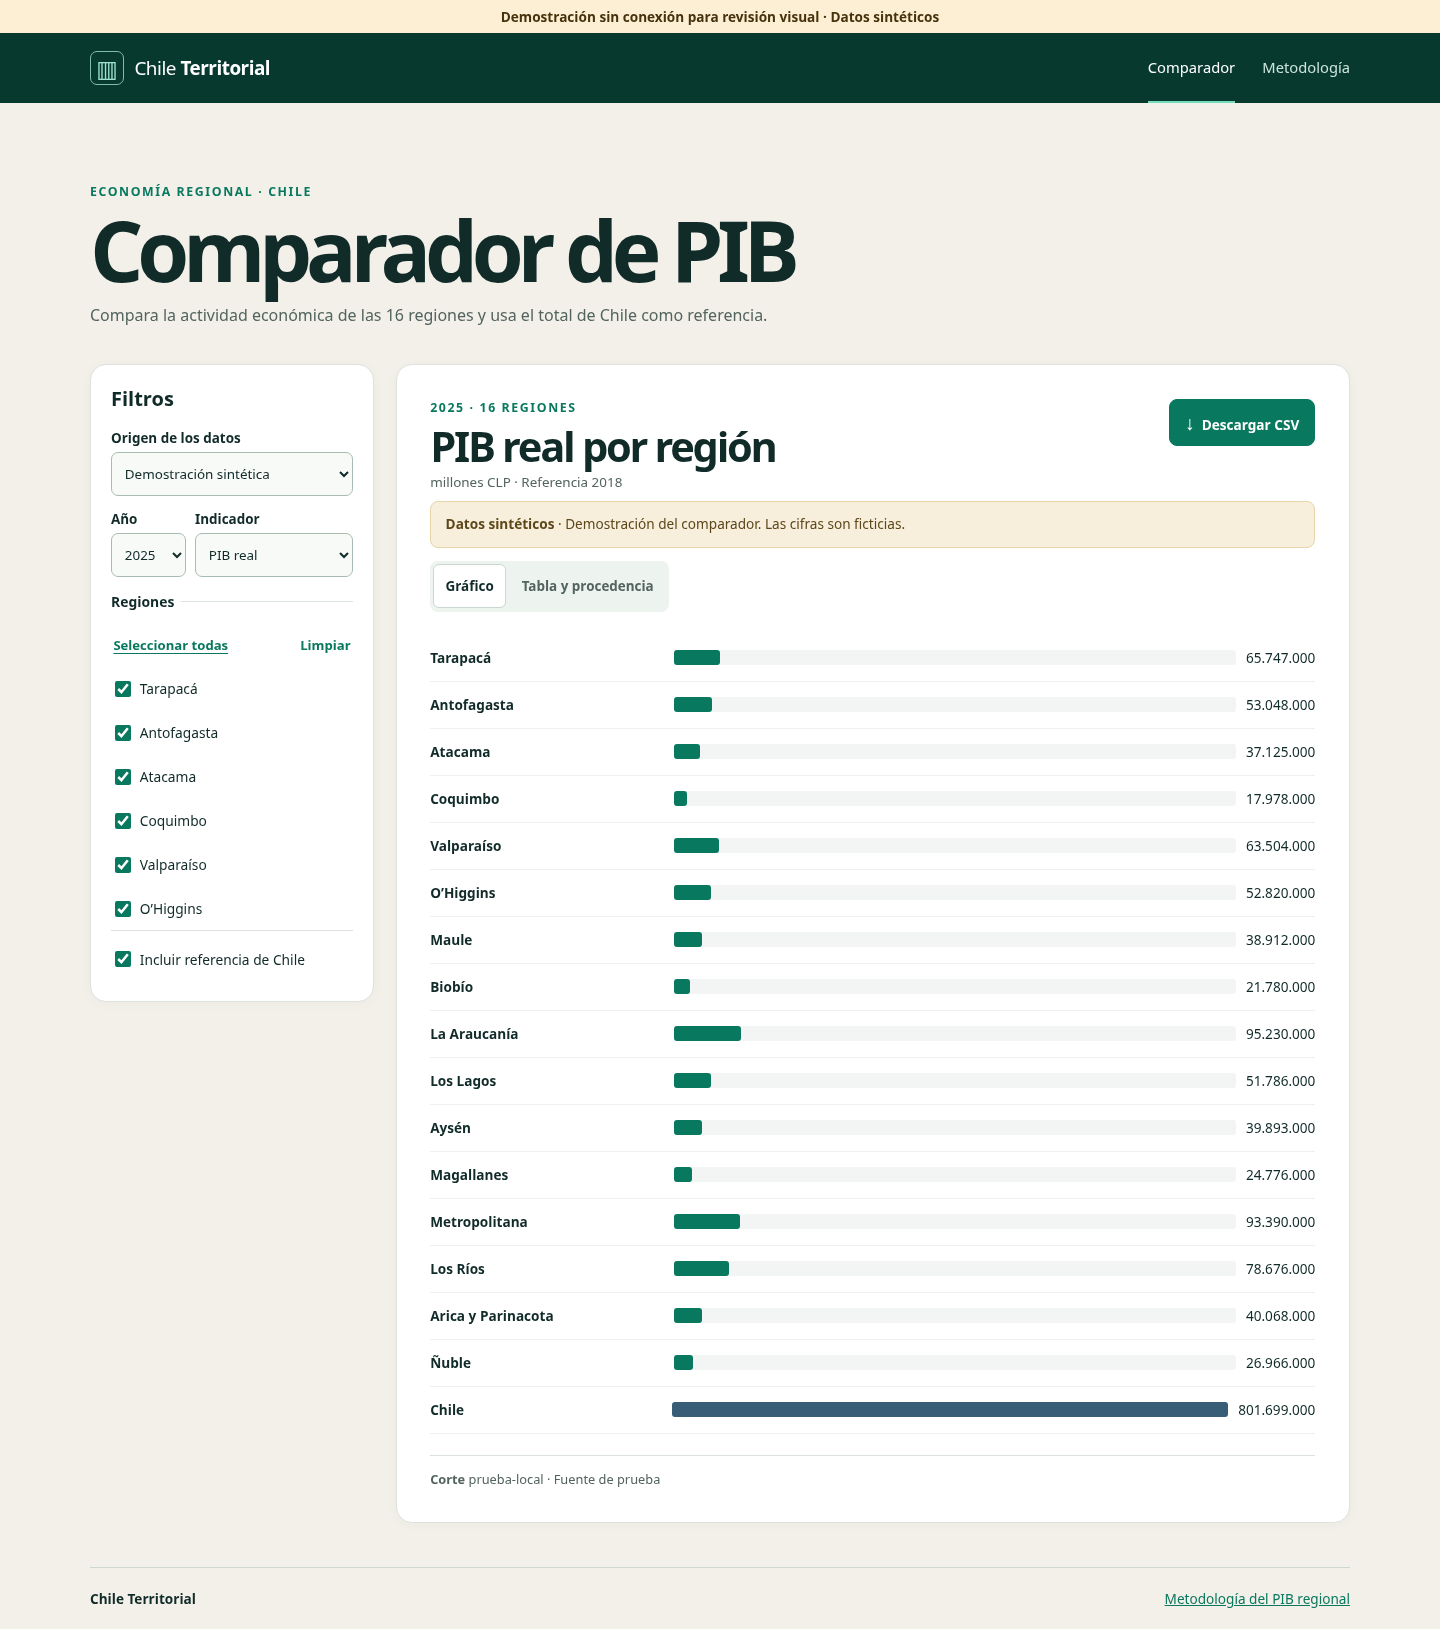 Demostración sin conexión para revisión visual · Datos sintéticos
Chile Territorial
Comparador
Metodología
ECONOMÍA REGIONAL · CHILE
Comparador de PIB
Compara la actividad económica de las 16 regiones y usa el total de Chile como referencia.
Filtros
Origen de los datos
Demostración sintética
Año
Indicador
2025
PIB real
Regiones
Seleccionar todas
Limpiar
Tarapacá
Antofagasta
Atacama
Coquimbo
Valparaíso
O’Higgins
Incluir referencia de Chile
2025 · 16 REGIONES
PIB real por región
millones CLP · Referencia 2018
↓ Descargar CSV
Datos sintéticos · Demostración del comparador. Las cifras son ficticias.
Gráfico
Tabla y procedencia
Tarapacá 65.747.000
Antofagasta 53.048.000
Atacama 37.125.000
Coquimbo 17.978.000
Valparaíso 63.504.000
O’Higgins 52.820.000
Maule 38.912.000
Biobío 21.780.000
La Araucanía 95.230.000
Los Lagos 51.786.000
Aysén 39.893.000
Magallanes 24.776.000
Metropolitana 93.390.000
Los Ríos 78.676.000
Arica y Parinacota 40.068.000
Ñuble 26.966.000
Chile 801.699.000
Corte prueba-local · Fuente de prueba
Chile Territorial
Metodología del PIB regional